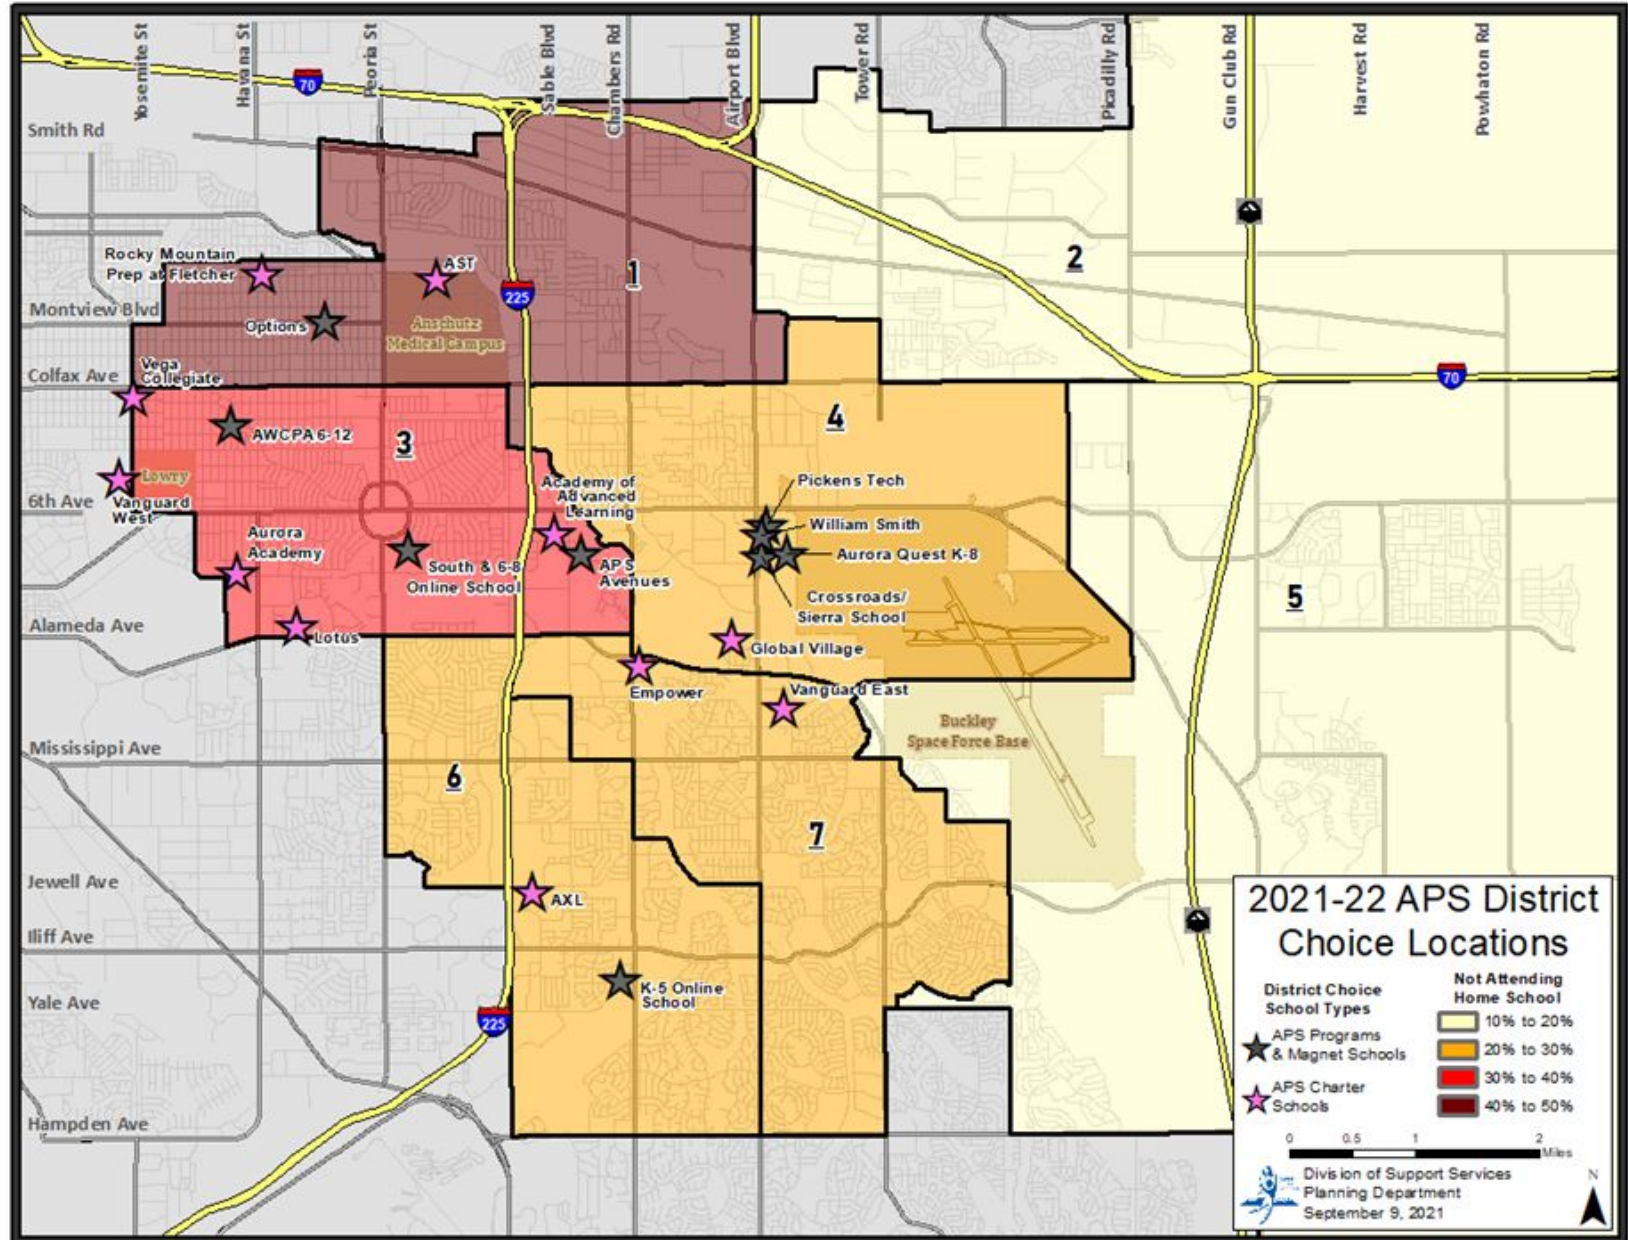 Yosemite St
Havana St
Peoria St
Sable Blvd
Chambers Rd
Airport Blvd
Tower Rd
Picadilly Rd
Gun Club Rd
Harvest Rd
Powhaton Rd
70
Smith Rd
1
2
Rocky Mountain
Prep at Fletcher
AST
225
Montview Blvd
Options
Anschutz
Medical Campus
Vega
Collegiate
Colfax Ave
70
3
4
AWCPA 6-12
Lowry
Academy of
Advanced
Learning
Pickens Tech
6th Ave
Vanguard
West
William Smith
Aurora
Academy
Aurora Quest K-8
South & 6-8
Online School
APS
Avenues
Crossroads/
Sierra School
5
Alameda Ave
Lotus
Global Village
Empower
Vanguard East
Buckley
Space Force Base
Mississippi Ave
6
7
Jewell Ave
AXL
Iliff Ave
K-5 Online
School
Yale Ave
225
Hampden Ave
2021-22 APS District
Choice Locations
District Choice
School Types
APS Programs
& Magnet Schools
APS Charter
Schools
Not Attending
Home School
10% to 20%
20% to 30%
30% to 40%
40% to 50%
0 0.5 1 2
Miles
Division of Support Services
Planning Department
September 9, 2021
N